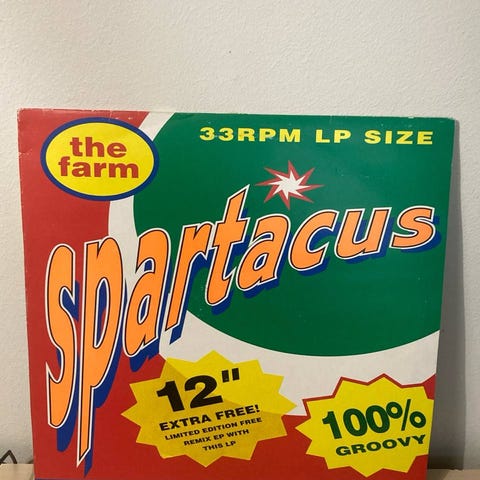 the
farm
33RPM LP SIZE
spartacus
12"
EXTRA FREE!
LIMITED EDITION FREE
REMIX EP WITH
THIS LP
100%
GROOVY